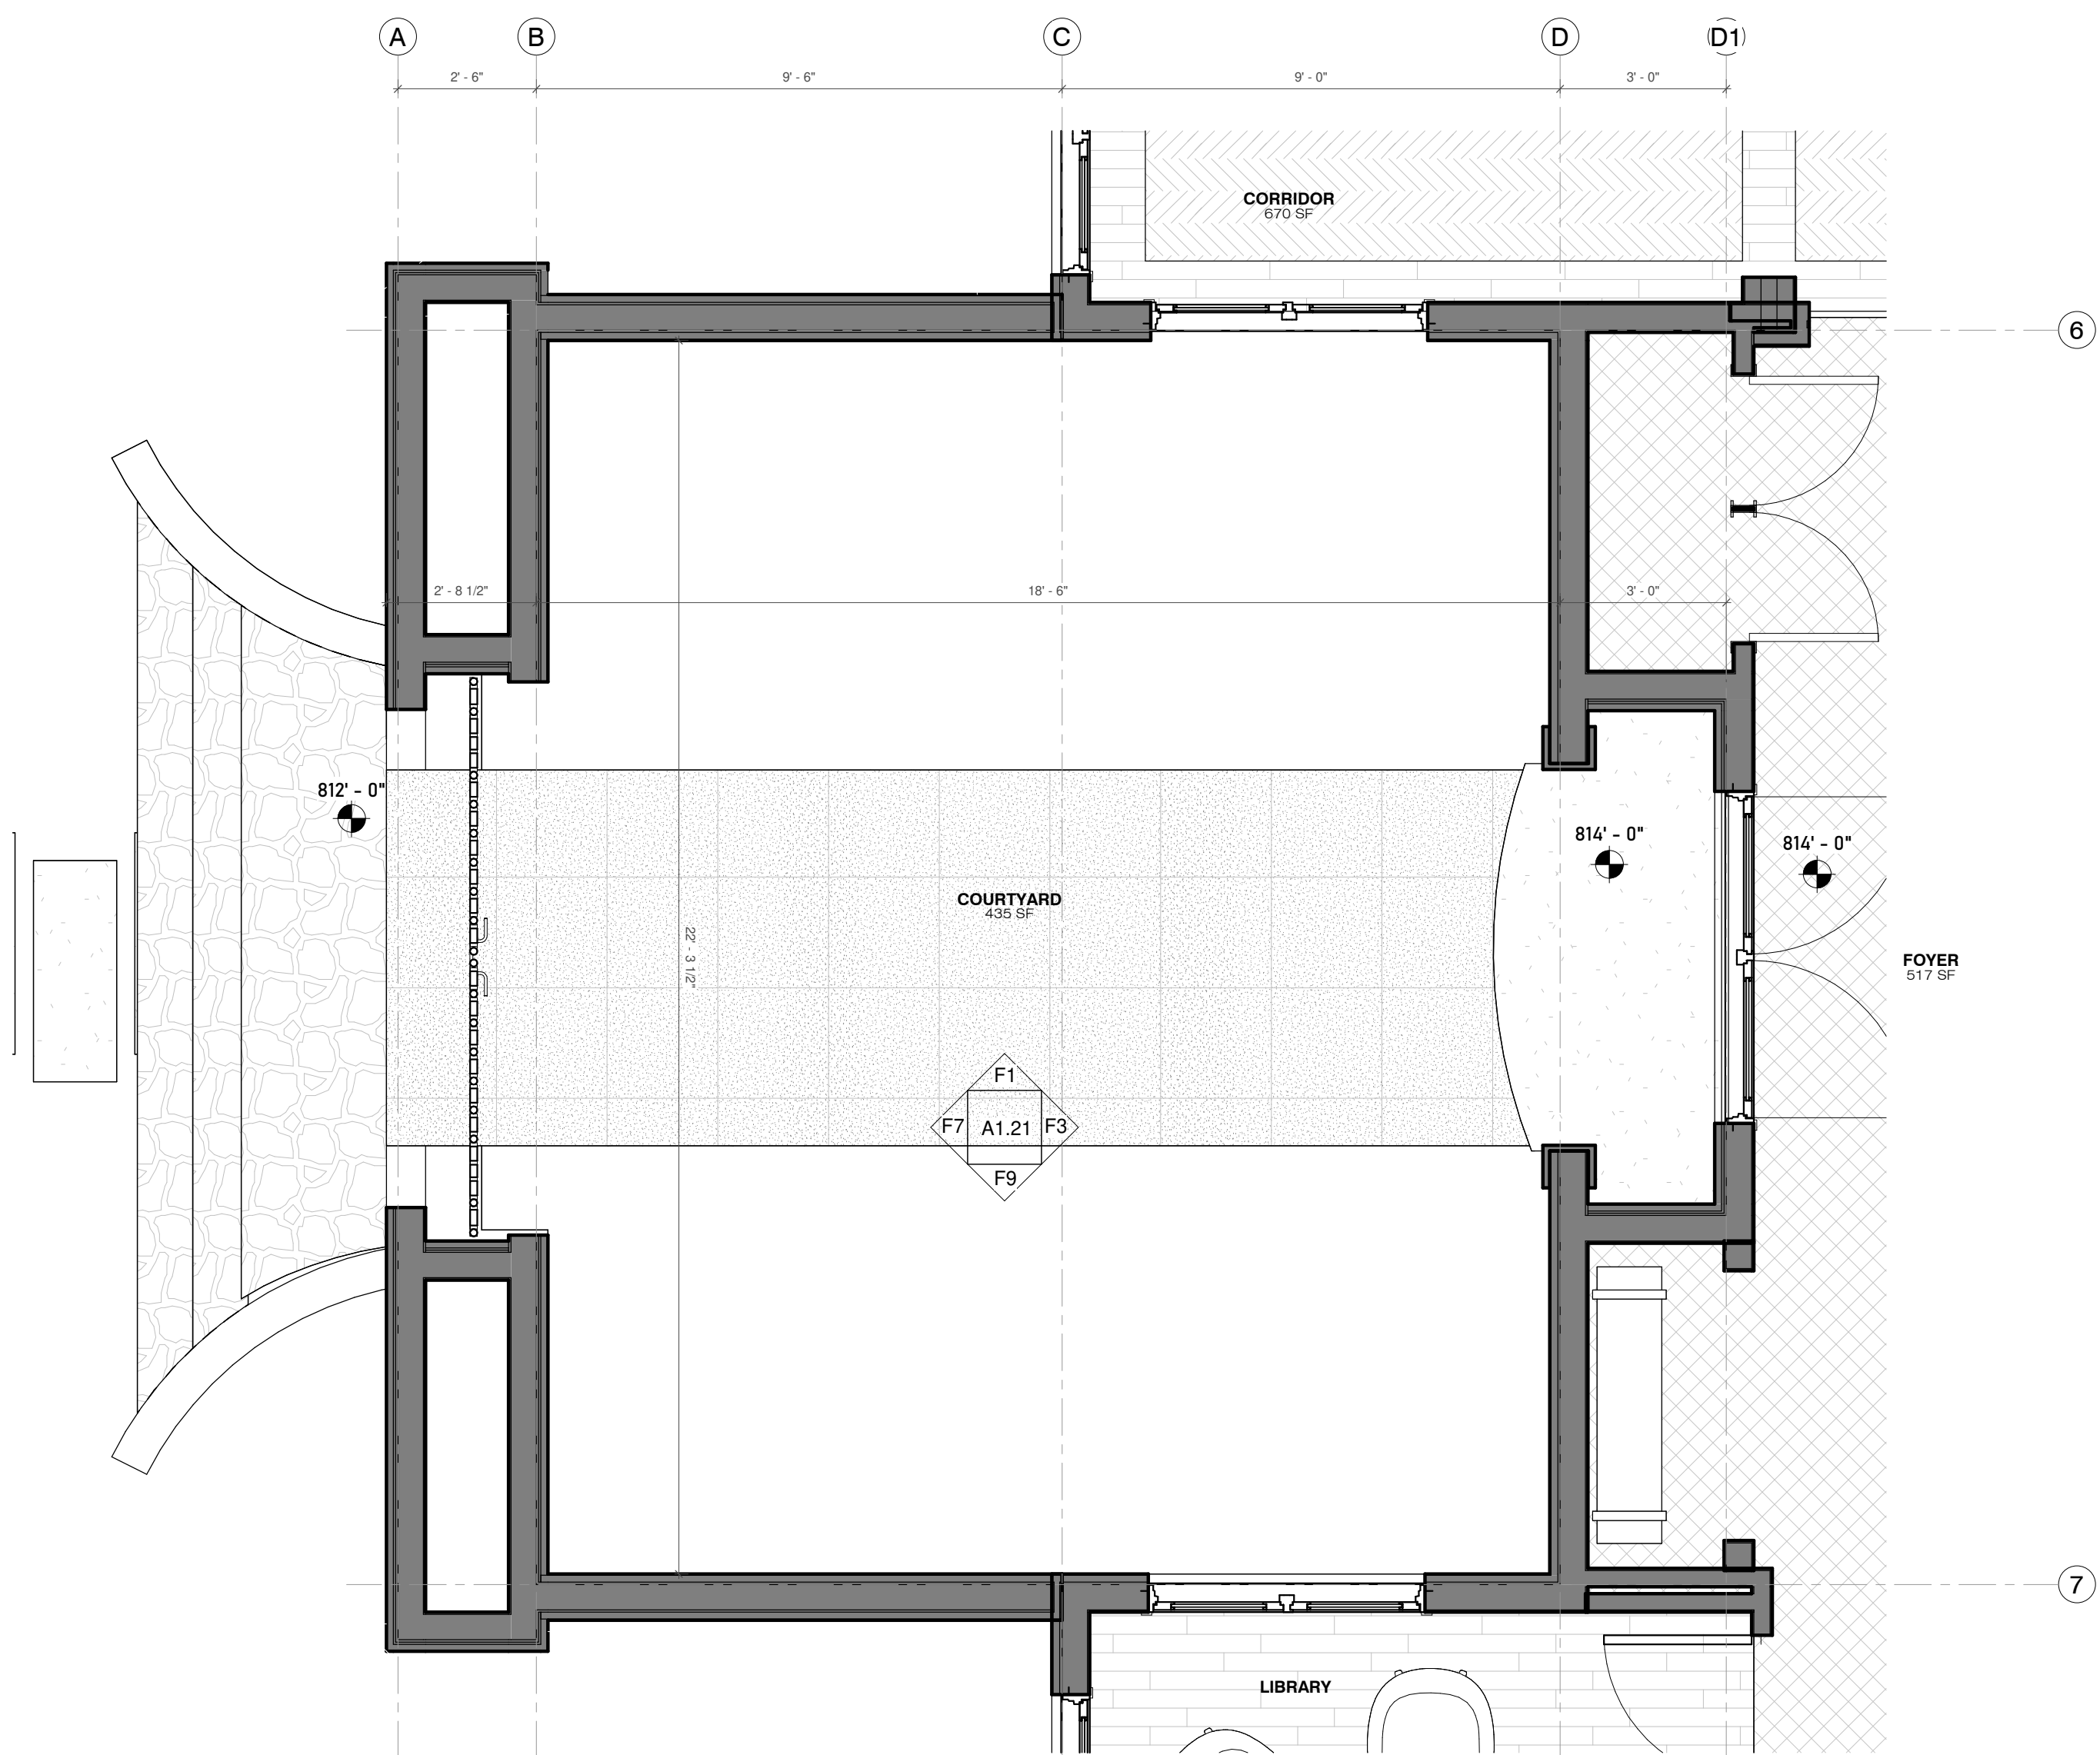 A B C D D1
2' - 6" 9' - 6" 9' - 0" 3' - 0"
CORRIDOR
670 SF
6
2' - 8 1/2" 18' - 6" 3' - 0"
812' - 0"
814' - 0"
814' - 0"
COURTYARD
435 SF
22' - 3 1/2"
FOYER
517 SF
F1
F7 A1.21 F3
F9
7
LIBRARY